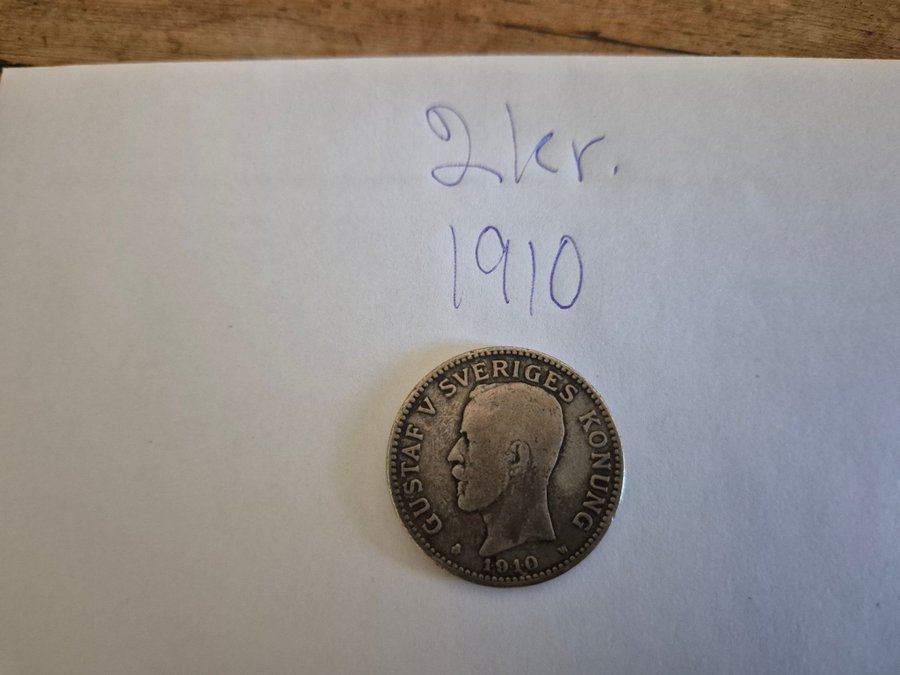 2kr.
1910
GUSTAF V SVERIGES KONUNG
1910
W